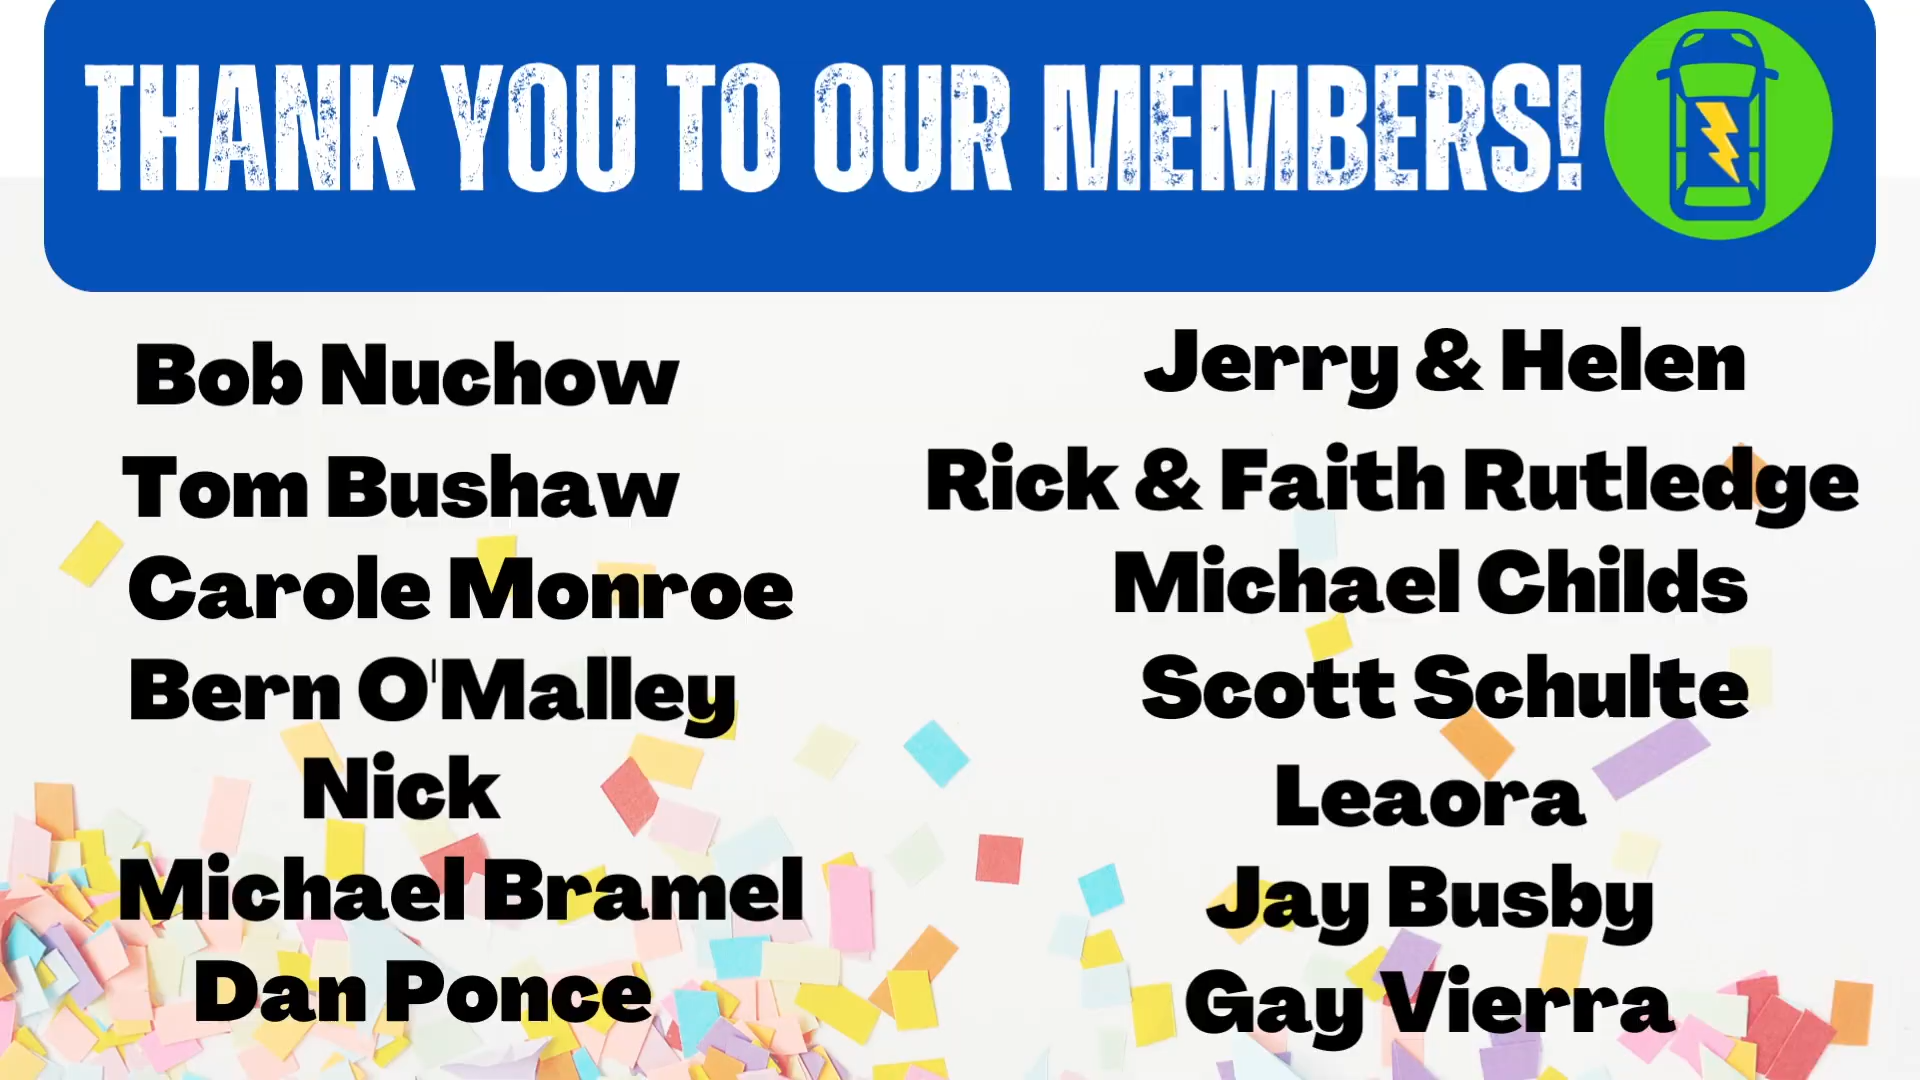 THANK YOU TO OUR MEMBERS!
Bob Nuchow
Tom Bushaw
Carole Monroe
Bern O'Malley
Nick
Michael Bramel
Dan Ponce
Jerry & Helen
Rick & Faith Rutledge
Michael Childs
Scott Schulte
Leaora
Jay Busby
Gay Vierra